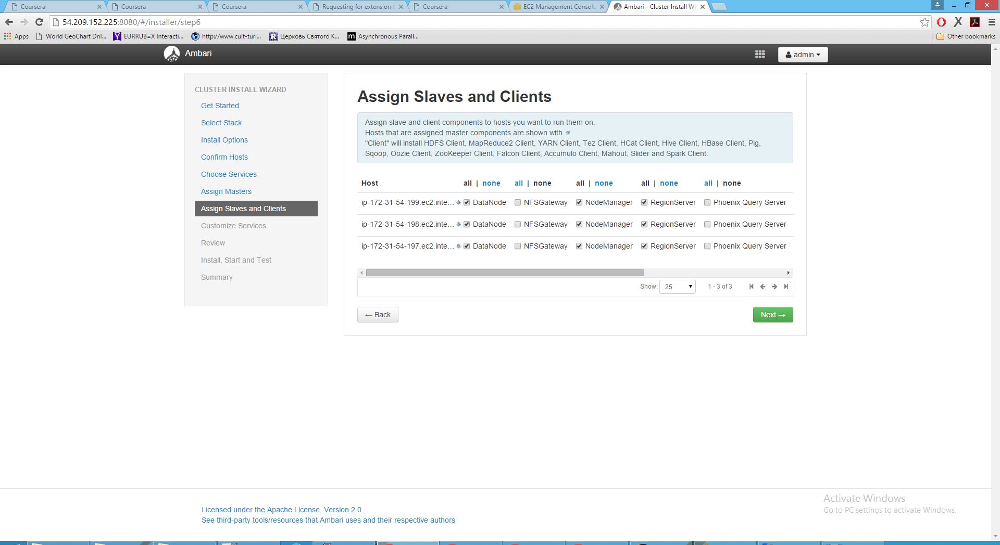 Coursera Coursera Coursera Requesting for extension t Coursera EC2 Management Console Ambari - Cluster Install Wi
54.209.152.225:8080/#/installer/step6
Apps World GeoChart Dril... EURRUB=X Interacti... http://www.cult-turi... Церковь Святого К... Asynchronous Parall... Other bookmarks
Ambari admin
CLUSTER INSTALL WIZARD
Get Started
Select Stack
Install Options
Confirm Hosts
Choose Services
Assign Masters
Assign Slaves and Clients
Customize Services
Review
Install, Start and Test
Summary
Assign Slaves and Clients
Assign slave and client components to hosts you want to run them on.
Hosts that are assigned master components are shown with ✵.
"Client" will install HDFS Client, MapReduce2 Client, YARN Client, Tez Client, HCat Client, Hive Client, HBase Client, Pig,
Sqoop, Oozie Client, ZooKeeper Client, Falcon Client, Accumulo Client, Mahout, Slider and Spark Client.
Host all | none all | none all | none all | none all | none
ip-172-31-54-199.ec2.inte... ✵ DataNode NFSGateway NodeManager RegionServer Phoenix Query Server
ip-172-31-54-198.ec2.inte... ✵ DataNode NFSGateway NodeManager RegionServer Phoenix Query Server
ip-172-31-54-197.ec2.inte... ✵ DataNode NFSGateway NodeManager RegionServer Phoenix Query Server
Show: 25 1 - 3 of 3
← Back Next →
Licensed under the Apache License, Version 2.0.
See third-party tools/resources that Ambari uses and their respective authors
Activate Windows
Go to PC settings to activate Windows.